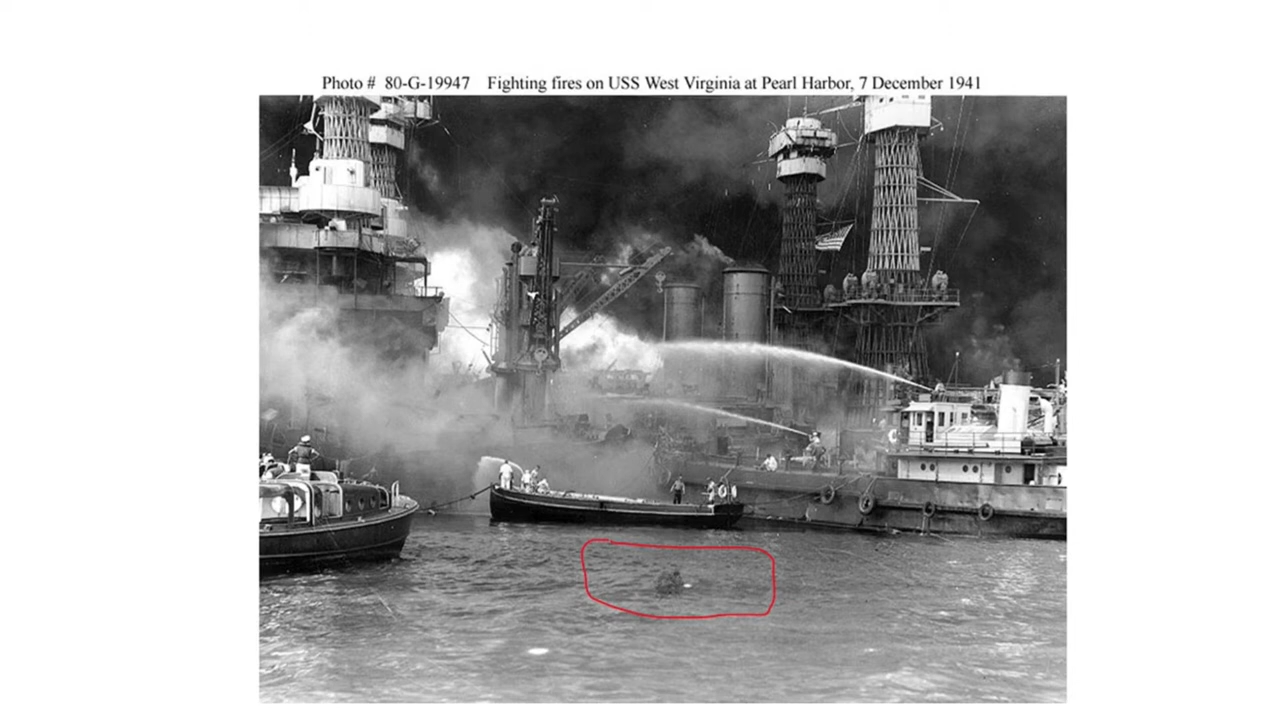 Photo # 80-G-19947 Fighting fires on USS West Virginia at Pearl Harbor, 7 December 1941